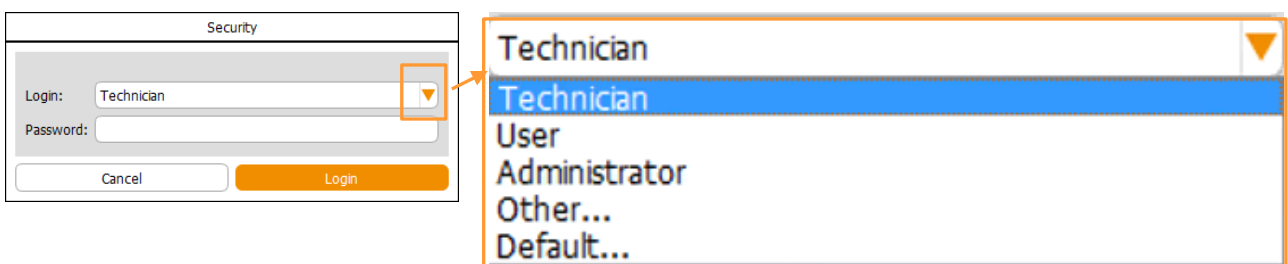 Security
Login: Technician
Password:
Cancel Login
Technician
Technician
User
Administrator
Other...
Default...